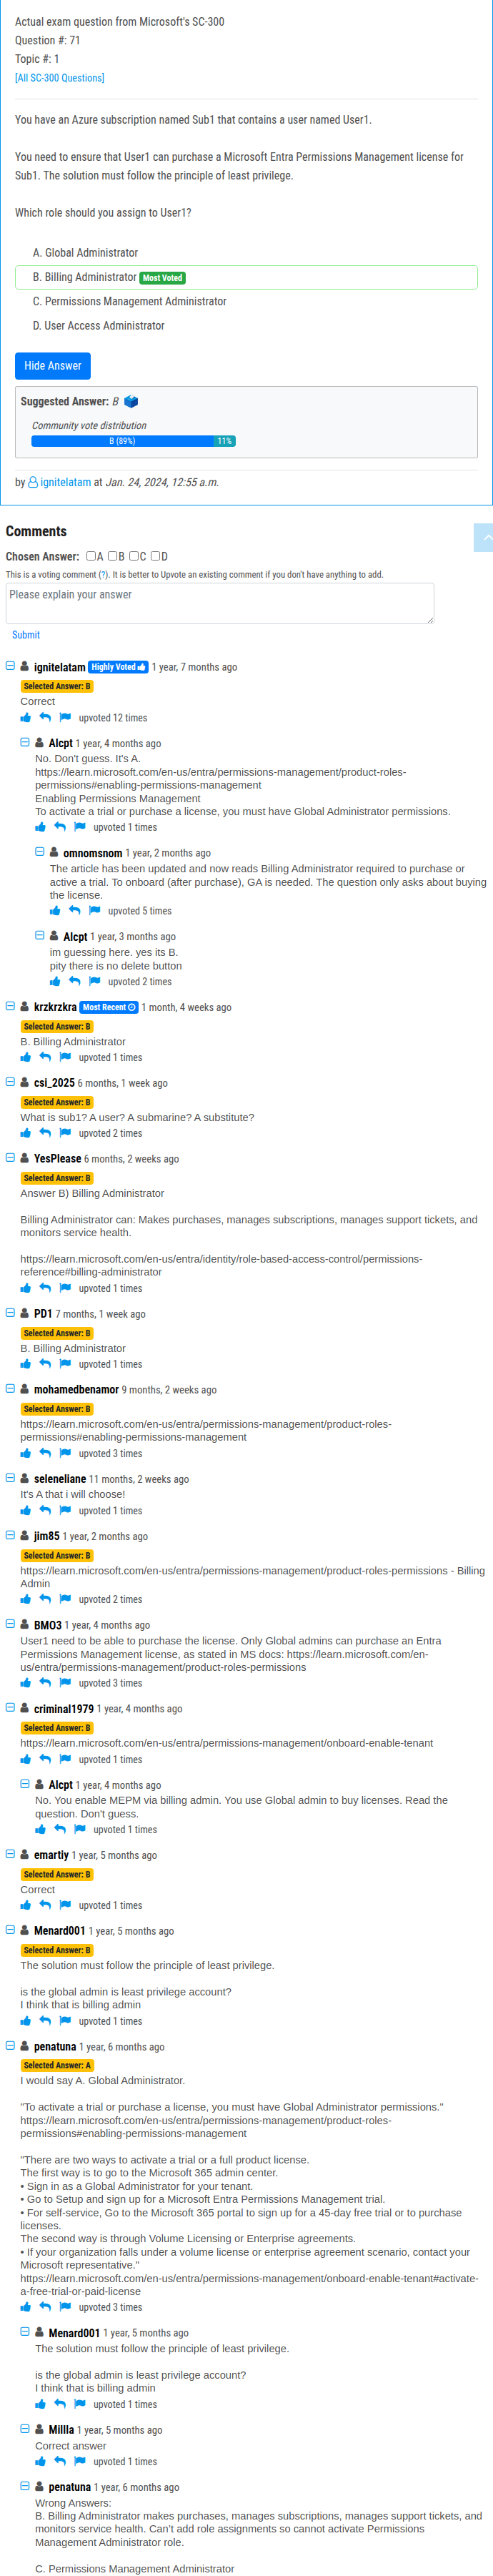 Actual exam question from Microsoft's SC-300
Question #: 71
Topic #: 1
[All SC-300 Questions]
You have an Azure subscription named Sub1 that contains a user named User1.
You need to ensure that User1 can purchase a Microsoft Entra Permissions Management license for
Sub1. The solution must follow the principle of least privilege.
Which role should you assign to User1?
A. Global Administrator
B. Billing Administrator Most Voted
C. Permissions Management Administrator
D. User Access Administrator
Hide Answer
Suggested Answer: B
Community vote distribution
B (89%) 11%
by ignitelatam at Jan. 24, 2024, 12:55 a.m.
Comments
Chosen Answer: A B C D
This is a voting comment (?). It is better to Upvote an existing comment if you don't have anything to add.
Please explain your answer
Submit
ignitelatam Highly Voted 1 year, 7 months ago
Selected Answer: B
Correct
upvoted 12 times
Alcpt 1 year, 4 months ago
No. Don't guess. It's A.
https://learn.microsoft.com/en-us/entra/permissions-management/product-roles-
permissions#enabling-permissions-management
Enabling Permissions Management
To activate a trial or purchase a license, you must have Global Administrator permissions.
upvoted 1 times
omnomsnom 1 year, 2 months ago
The article has been updated and now reads Billing Administrator required to purchase or
active a trial. To onboard (after purchase), GA is needed. The question only asks about buying
the license.
upvoted 5 times
Alcpt 1 year, 3 months ago
im guessing here. yes its B.
pity there is no delete button
upvoted 2 times
krzkrzkra Most Recent 1 month, 4 weeks ago
Selected Answer: B
B. Billing Administrator
upvoted 1 times
csi_2025 6 months, 1 week ago
Selected Answer: B
What is sub1? A user? A submarine? A substitute?
upvoted 2 times
YesPlease 6 months, 2 weeks ago
Selected Answer: B
Answer B) Billing Administrator
Billing Administrator can: Makes purchases, manages subscriptions, manages support tickets, and
monitors service health.
https://learn.microsoft.com/en-us/entra/identity/role-based-access-control/permissions-
reference#billing-administrator
upvoted 1 times
PD1 7 months, 1 week ago
Selected Answer: B
B. Billing Administrator
upvoted 1 times
mohamedbenamor 9 months, 2 weeks ago
Selected Answer: B
https://learn.microsoft.com/en-us/entra/permissions-management/product-roles-
permissions#enabling-permissions-management
upvoted 3 times
seleneliane 11 months, 2 weeks ago
It's A that i will choose!
upvoted 1 times
jim85 1 year, 2 months ago
Selected Answer: B
https://learn.microsoft.com/en-us/entra/permissions-management/product-roles-permissions - Billing
Admin
upvoted 2 times
BMO3 1 year, 4 months ago
User1 need to be able to purchase the license. Only Global admins can purchase an Entra
Permissions Management license, as stated in MS docs: https://learn.microsoft.com/en-
us/entra/permissions-management/product-roles-permissions
upvoted 3 times
criminal1979 1 year, 4 months ago
Selected Answer: B
https://learn.microsoft.com/en-us/entra/permissions-management/onboard-enable-tenant
upvoted 1 times
Alcpt 1 year, 4 months ago
No. You enable MEPM via billing admin. You use Global admin to buy licenses. Read the
question. Don't guess.
upvoted 1 times
emartiy 1 year, 5 months ago
Selected Answer: B
Correct
upvoted 1 times
Menard001 1 year, 5 months ago
Selected Answer: B
The solution must follow the principle of least privilege.
is the global admin is least privilege account?
I think that is billing admin
upvoted 1 times
penatuna 1 year, 6 months ago
Selected Answer: A
I would say A. Global Administrator.
"To activate a trial or purchase a license, you must have Global Administrator permissions."
https://learn.microsoft.com/en-us/entra/permissions-management/product-roles-
permissions#enabling-permissions-management
"There are two ways to activate a trial or a full product license.
The first way is to go to the Microsoft 365 admin center.
• Sign in as a Global Administrator for your tenant.
• Go to Setup and sign up for a Microsoft Entra Permissions Management trial.
• For self-service, Go to the Microsoft 365 portal to sign up for a 45-day free trial or to purchase
licenses.
The second way is through Volume Licensing or Enterprise agreements.
• If your organization falls under a volume license or enterprise agreement scenario, contact your
Microsoft representative."
https://learn.microsoft.com/en-us/entra/permissions-management/onboard-enable-tenant#activate-
a-free-trial-or-paid-license
upvoted 3 times
Menard001 1 year, 5 months ago
The solution must follow the principle of least privilege.
is the global admin is least privilege account?
I think that is billing admin
upvoted 1 times
Millla 1 year, 5 months ago
Correct answer
upvoted 1 times
penatuna 1 year, 6 months ago
Wrong Answers:
B. Billing Administrator makes purchases, manages subscriptions, manages support tickets, and
monitors service health. Can't add role assignments so cannot activate Permissions
Management Administrator role.
C. Permissions Management Administrator